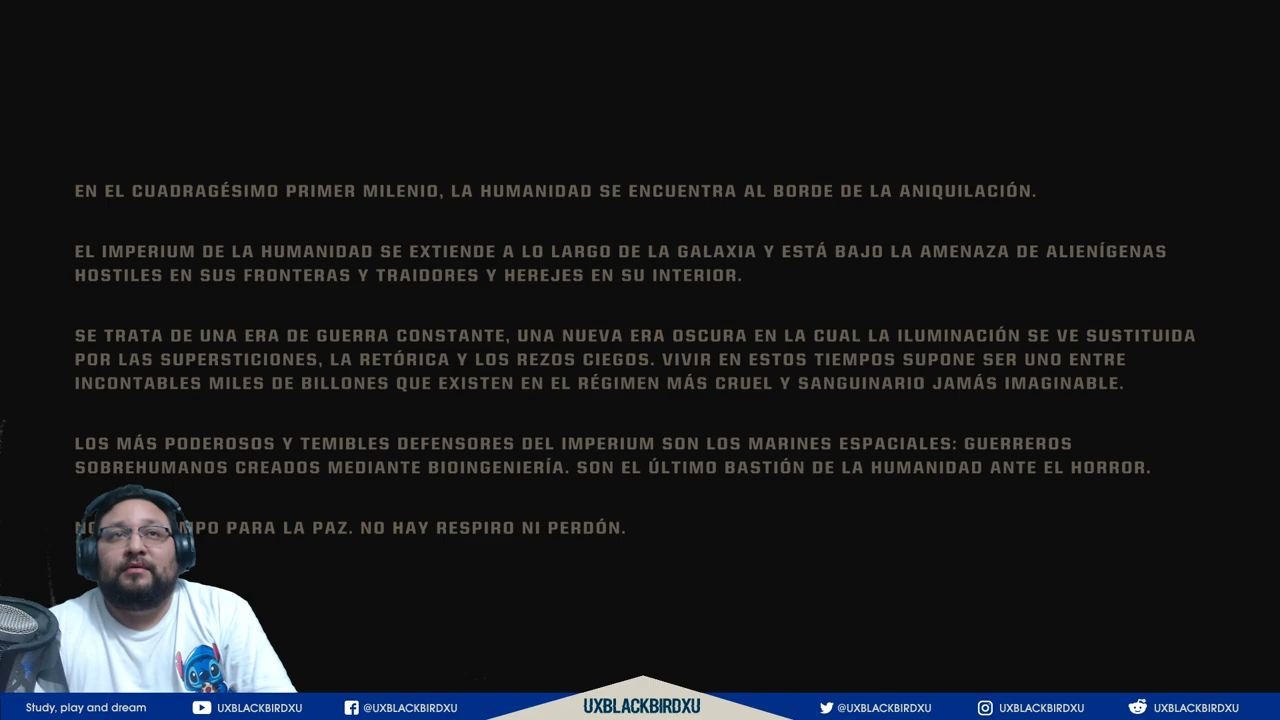 EN EL CUADRAGÉSIMO PRIMER MILENIO, LA HUMANIDAD SE ENCUENTRA AL BORDE DE LA ANIQUILACIÓN.
EL IMPERIUM DE LA HUMANIDAD SE EXTIENDE A LO LARGO DE LA GALAXIA Y ESTÁ BAJO LA AMENAZA DE ALIENÍGENAS
HOSTILES EN SUS FRONTERAS Y TRAIDORES Y HEREJES EN SU INTERIOR.
SE TRATA DE UNA ERA DE GUERRA CONSTANTE, UNA NUEVA ERA OSCURA EN LA CUAL LA ILUMINACIÓN SE VE SUSTITUIDA
POR LAS SUPERSTICIONES, LA RETÓRICA Y LOS REZOS CIEGOS. VIVIR EN ESTOS TIEMPOS SUPONE SER UNO ENTRE
INCONTABLES MILES DE BILLONES QUE EXISTEN EN EL RÉGIMEN MÁS CRUEL Y SANGUINARIO JAMÁS IMAGINABLE.
LOS MÁS PODEROSOS Y TEMIBLES DEFENSORES DEL IMPERIUM SON LOS MARINES ESPACIALES: GUERREROS
SOBREHUMANOS CREADOS MEDIANTE BIOINGENIERÍA. SON EL ÚLTIMO BASTIÓN DE LA HUMANIDAD ANTE EL HORROR.
NO PARA LA PAZ. NO HAY RESPIRO NI PERDÓN.
Study, play and dream UXBLACKBIRDXU @UXBLACKBIRDXU UXBLACKBIRDXU @UXBLACKBIRDXU UXBLACKBIRDXU UXBLACKBIRDXU